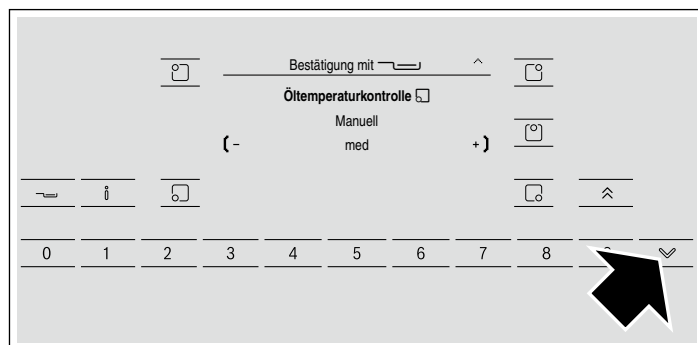 Bestätigung mit
Öltemperaturkontrolle
Manuell
- med +
i
0 1 2 3 4 5 6 7 8